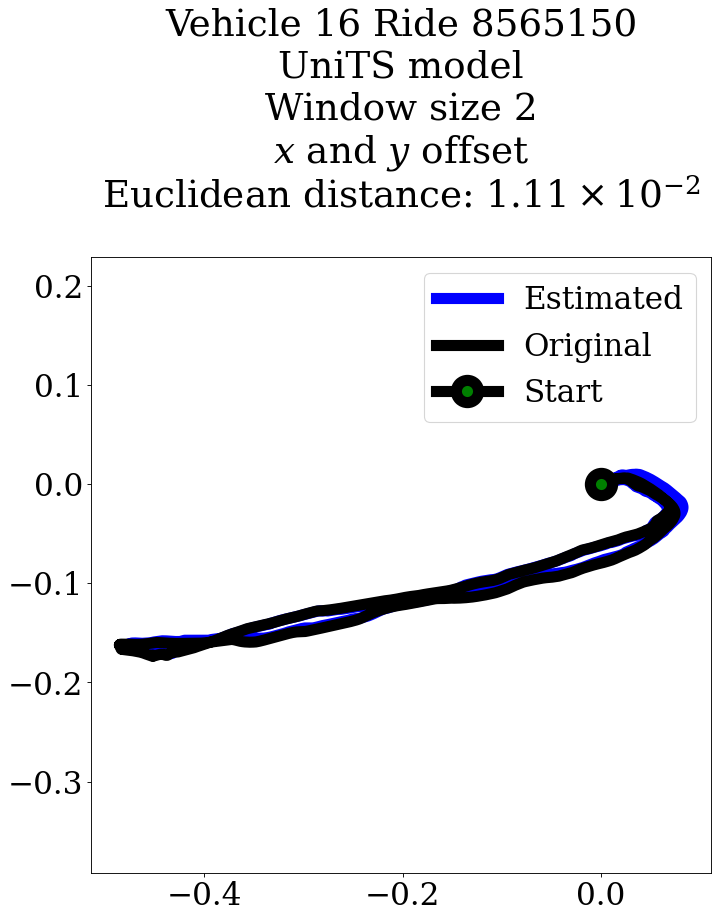 Vehicle 16 Ride 8565150
UniTS model
Window size 2
x and y offset
Euclidean distance: 1.11 × 10⁻²
Estimated
Original
Start
0.2
0.1
0.0
−0.1
−0.2
−0.3
−0.4
−0.2
0.0